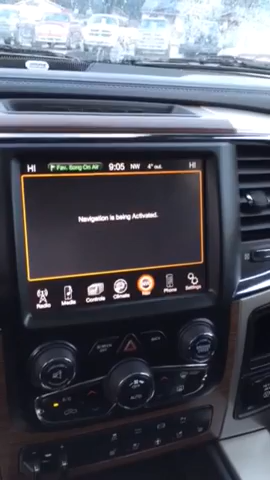 HI
Fav. Song On Air
9:05
NW
4° out.
HI
Navigation is being Activated.
Radio
Media
Controls
Climate
Nav
Phone
Settings
AUTO